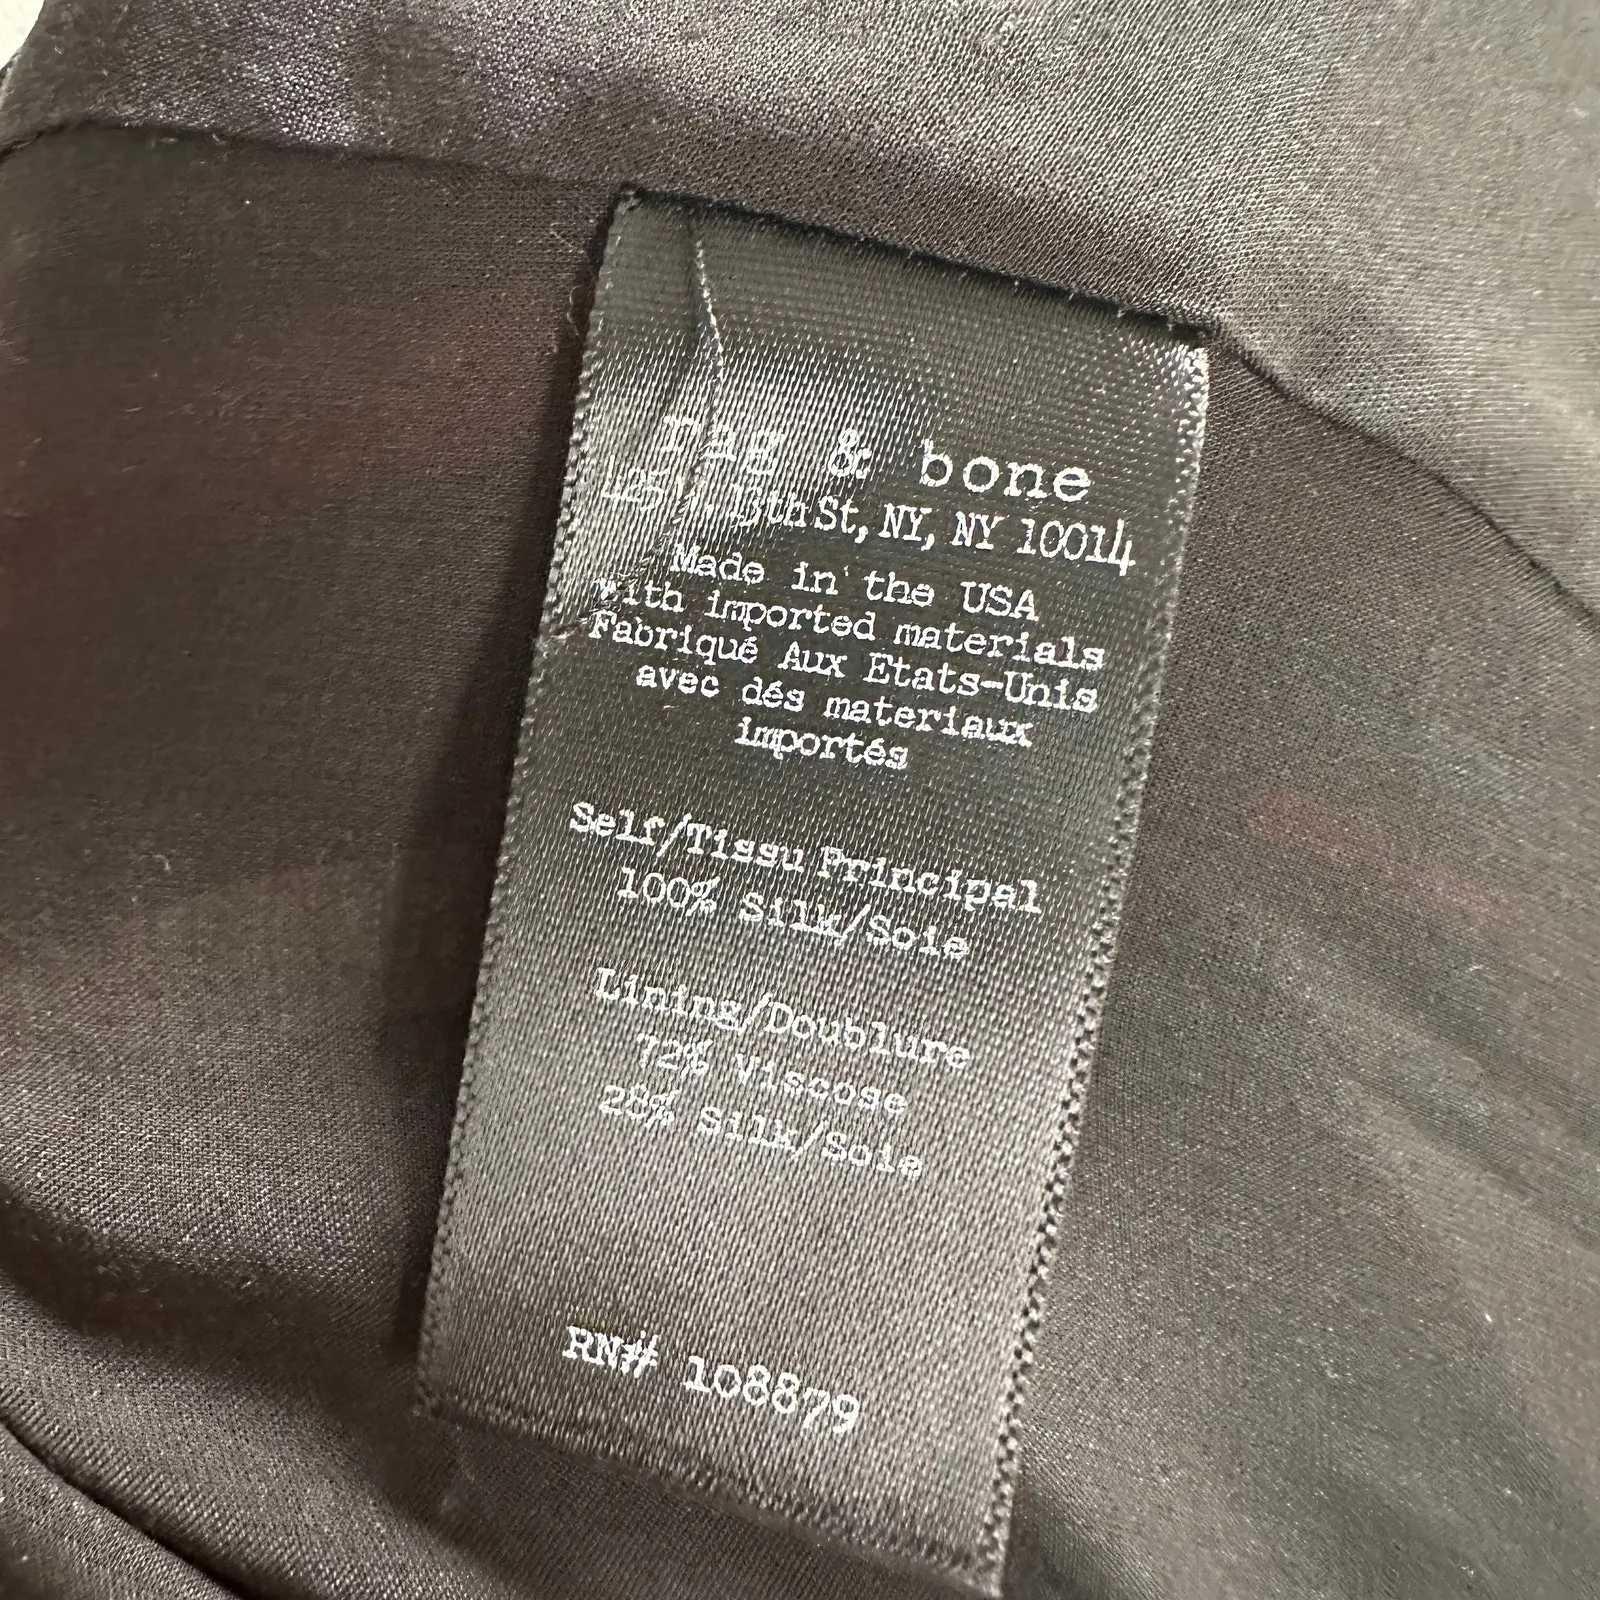 rag & bone
425 W. 13th St, NY, NY 10014
Made in the USA
With imported materials
Fabriqué Aux Etats-Unis
avec dés materiaux
importés
Self/Tissu Principal
100% Silk/Soie
Lining/Doublure
72% Viscose
28% Silk/Soie
RN# 108879